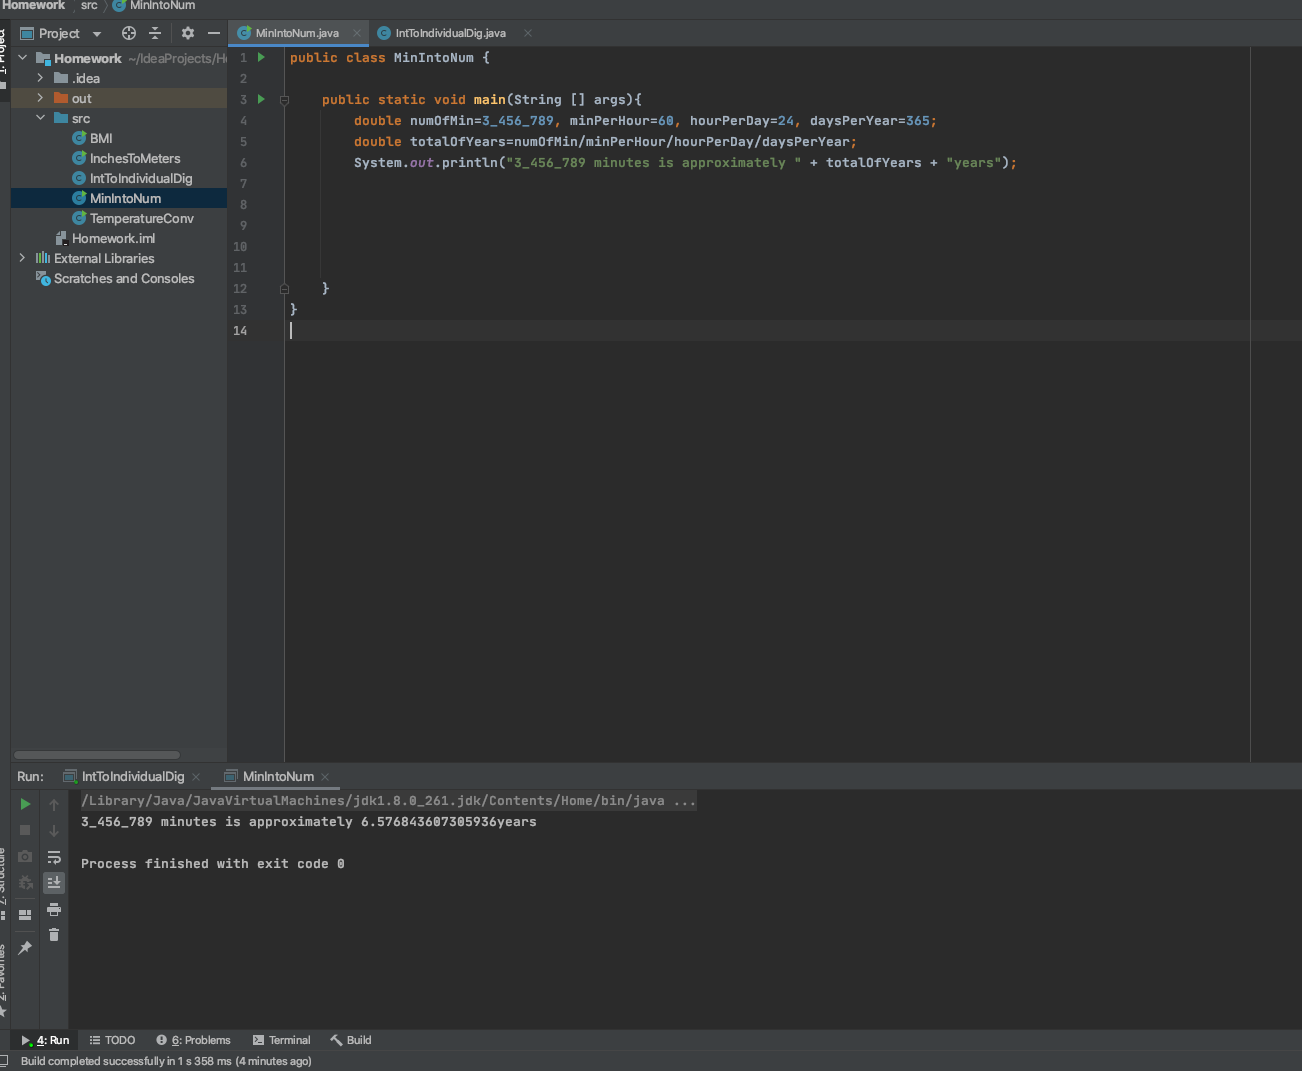 Homework src MinIntoNum
1: Project
Project
MinIntoNum.java IntToIndividualDig.java
Homework ~/IdeaProjects/H
.idea
out
src
BMI
InchesToMeters
IntToIndividualDig
MinIntoNum
TemperatureConv
Homework.iml
External Libraries
Scratches and Consoles
1 public class MinIntoNum {
2
3 public static void main(String [] args){
4 double numOfMin=3_456_789, minPerHour=60, hourPerDay=24, daysPerYear=365;
5 double totalOfYears=numOfMin/minPerHour/hourPerDay/daysPerYear;
6 System.out.println("3_456_789 minutes is approximately " + totalOfYears + "years");
7
8
9
10
11
12 }
13 }
14
Run: IntToIndividualDig MinIntoNum
/Library/Java/JavaVirtualMachines/jdk1.8.0_261.jdk/Contents/Home/bin/java ...
3_456_789 minutes is approximately 6.576843607305936years
Process finished with exit code 0
7: Structure
2: Favorites
4: Run TODO 6: Problems Terminal Build
Build completed successfully in 1 s 358 ms (4 minutes ago)